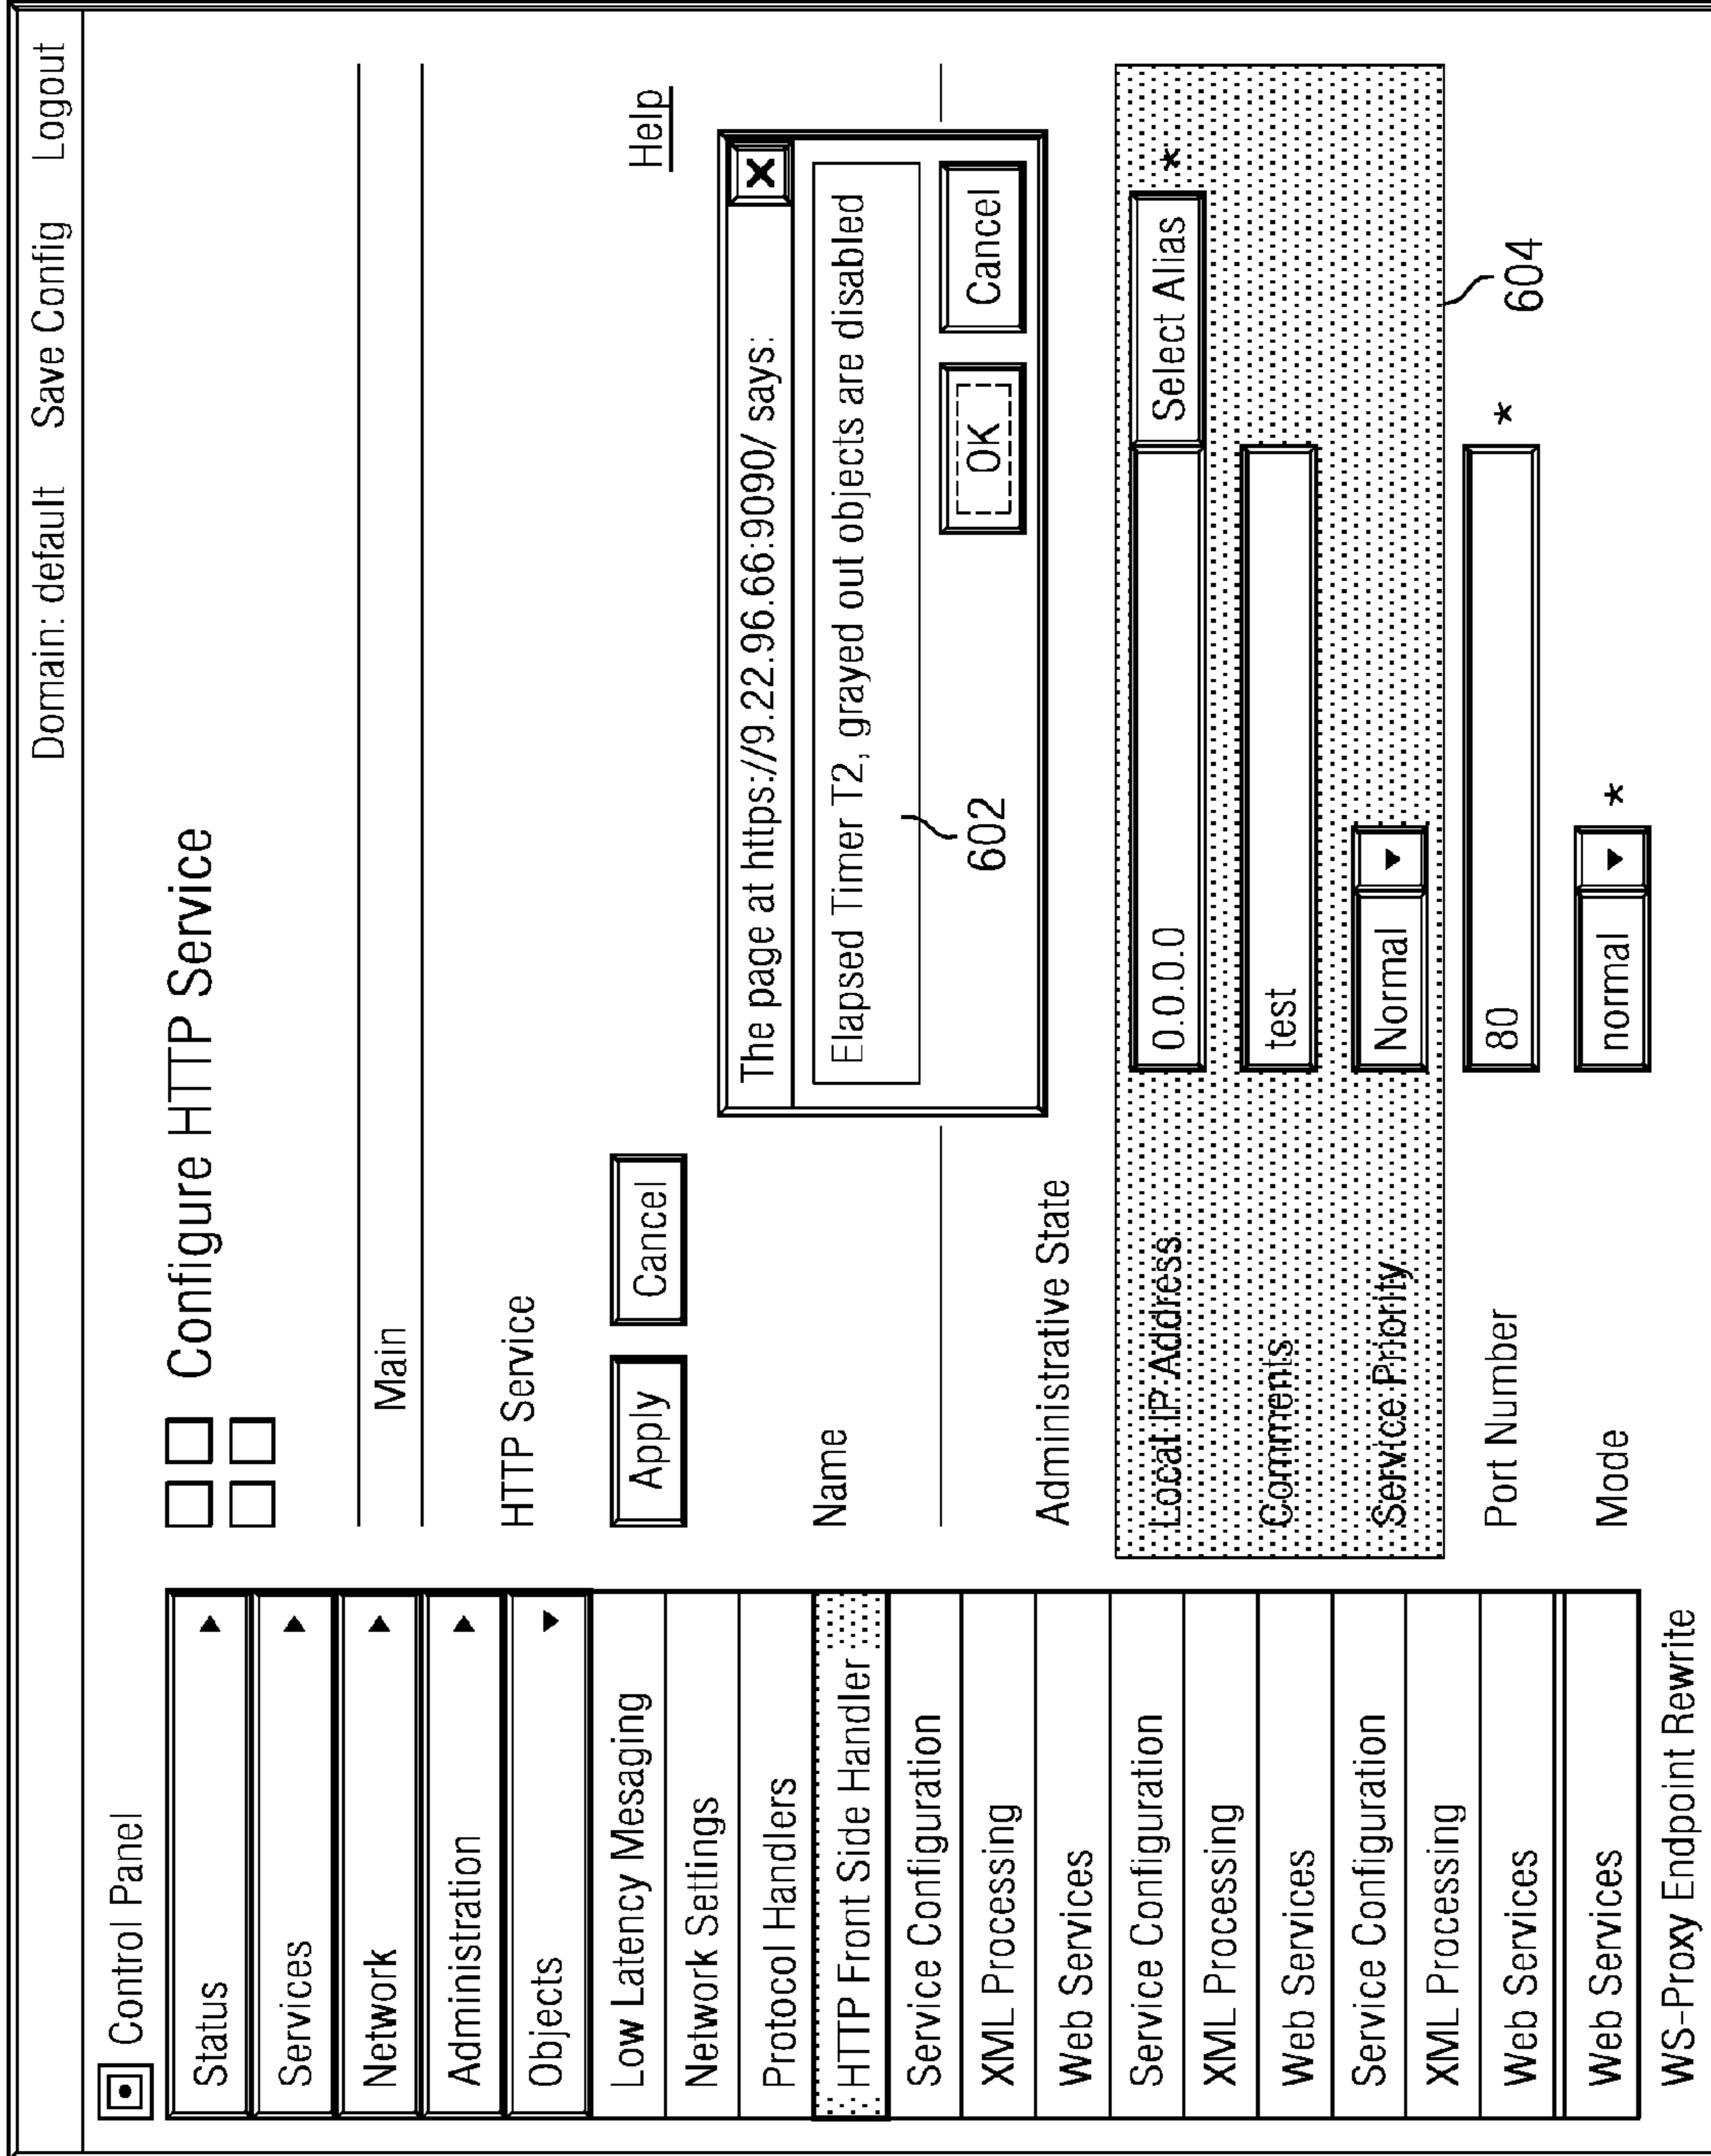 Domain: default Save Config Logout
Control Panel
Status
Services
Network
Administration
Objects
Low Latency Mesaging
Network Settings
Protocol Handlers
HTTP Front Side Handler
Service Configuration
XML Processing
Web Services
Service Configuration
XML Processing
Web Services
Service Configuration
XML Processing
Web Services
Web Services
WS-Proxy Endpoint Rewrite
Configure HTTP Service
Main
HTTP Service
Apply Cancel
Help
Name
The page at https://9.22.96.66:9090/ says: X
Elapsed Timer T2, grayed out objects are disabled
602
OK Cancel
Administrative State
Local IP Address 0.0.0.0 Select Alias *
Comments test
Service Priority Normal
604
Port Number 80 *
Mode normal *